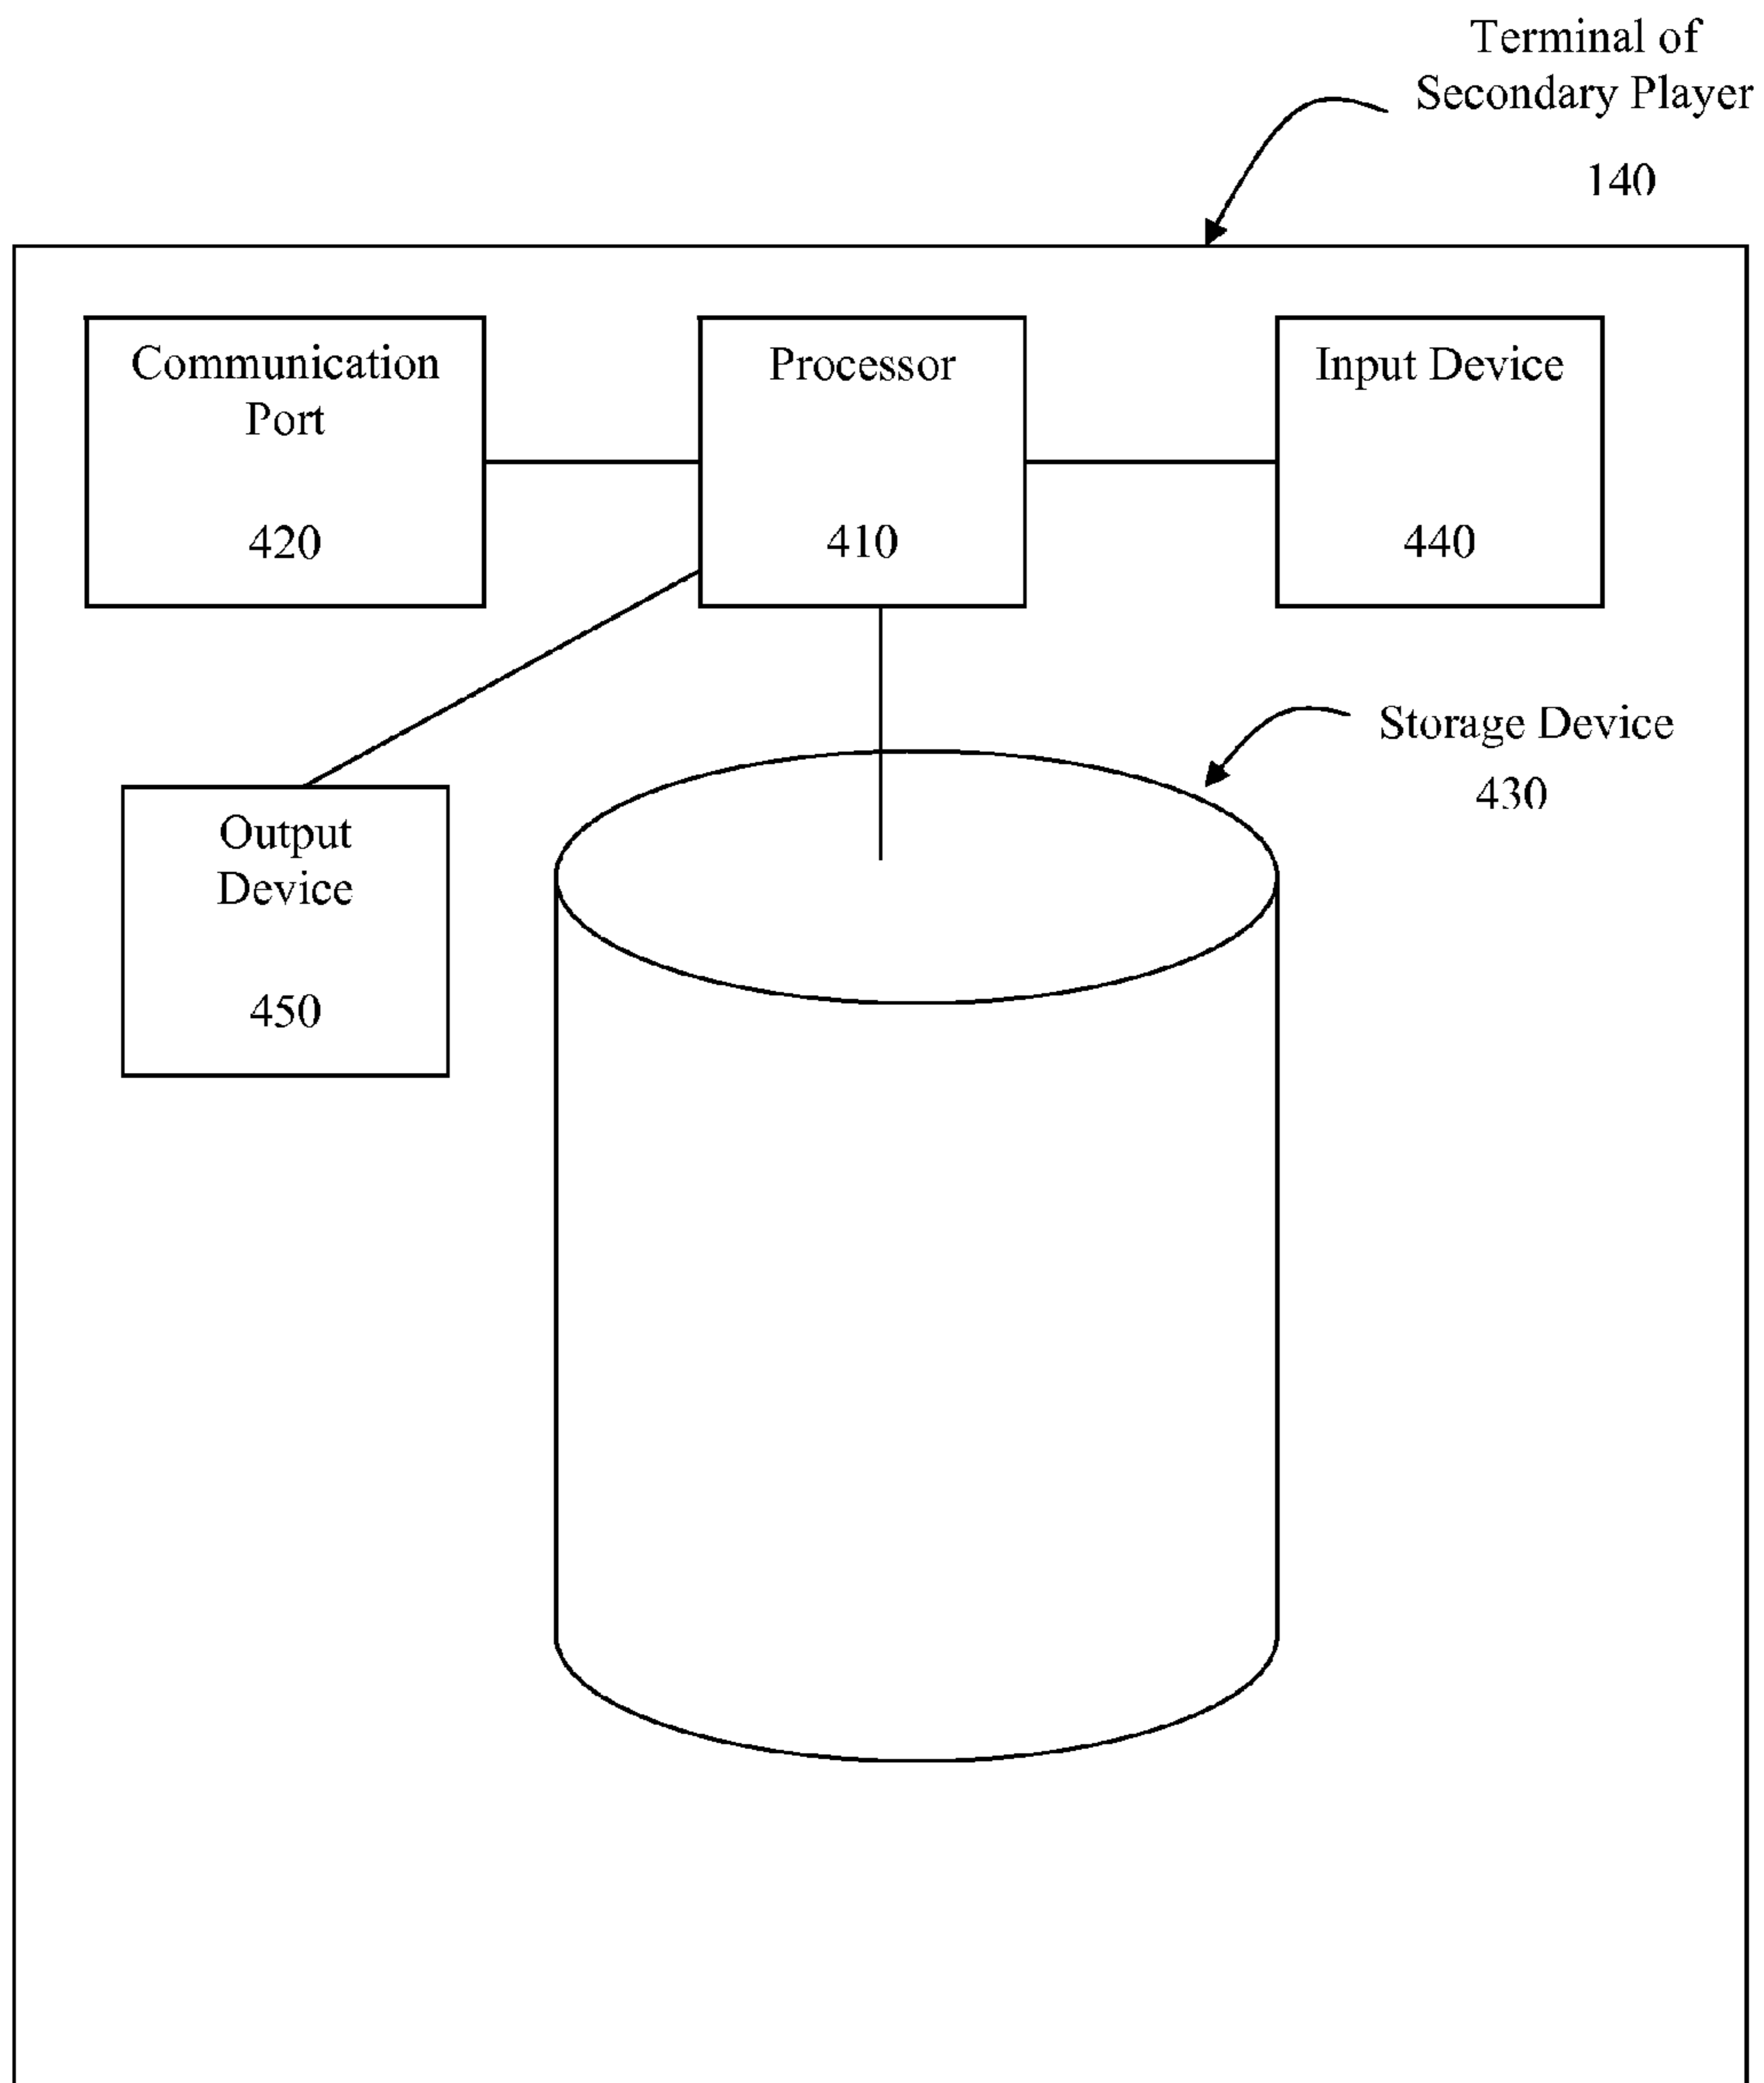 Terminal of
Secondary Player
140
Communication
Port
420
Processor
410
Input Device
440
Storage Device
430
Output
Device
450